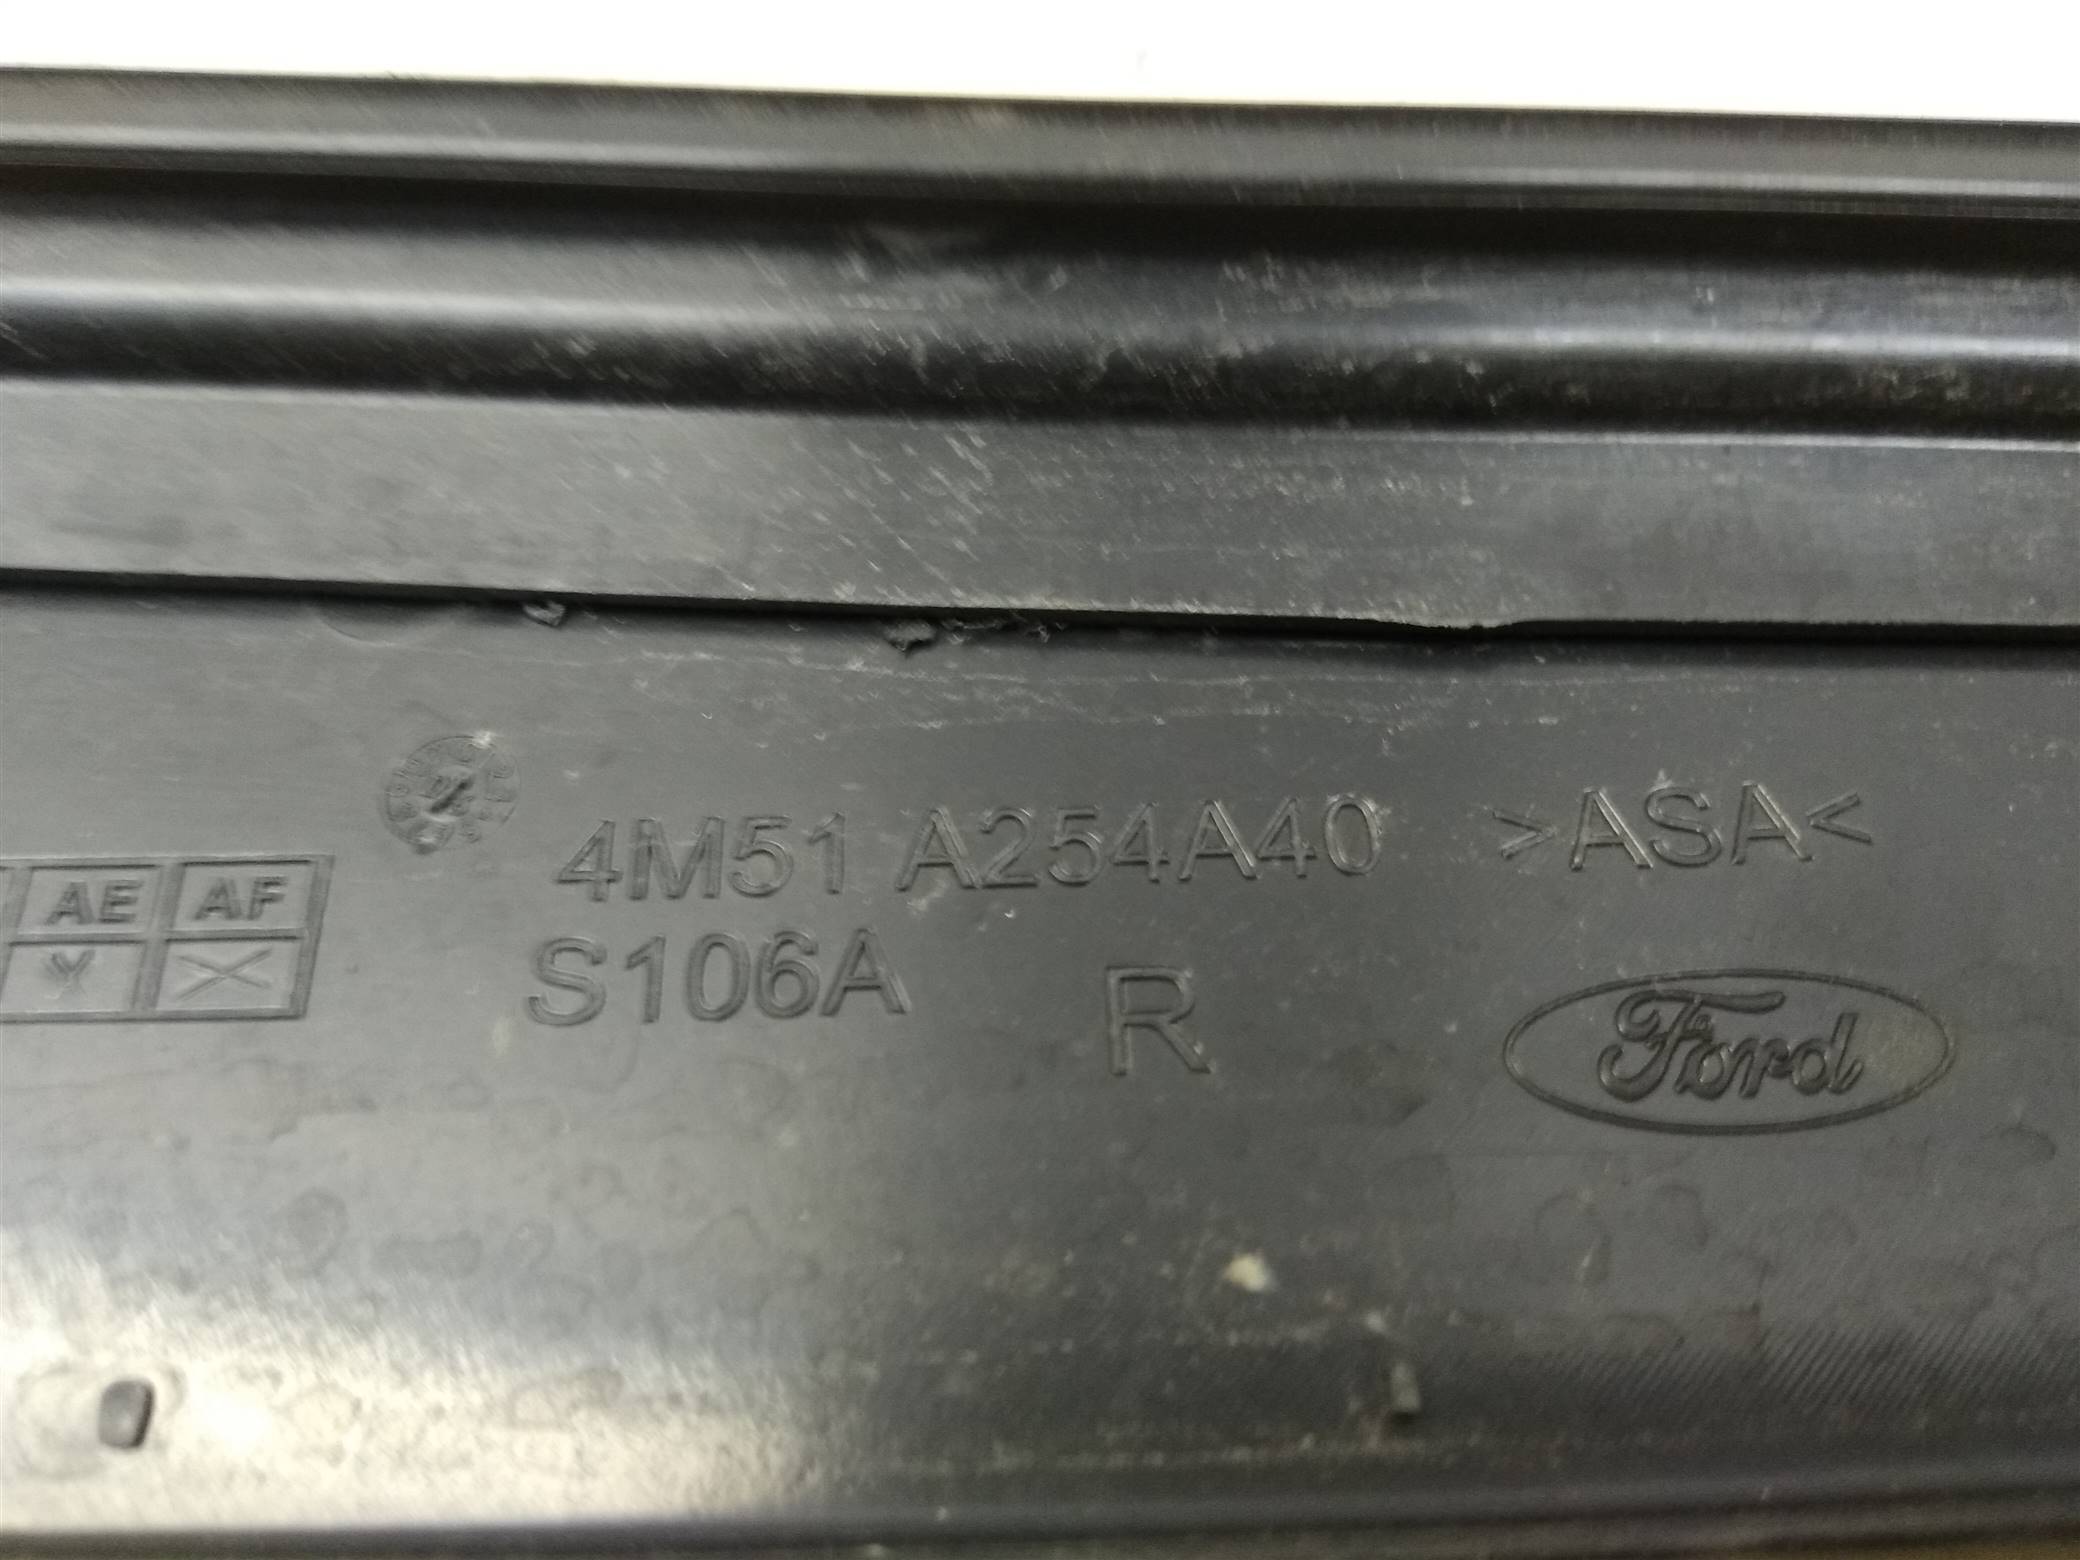 4M51 A254A40 >ASA<
AE AF
S106A R
Y X
Ford